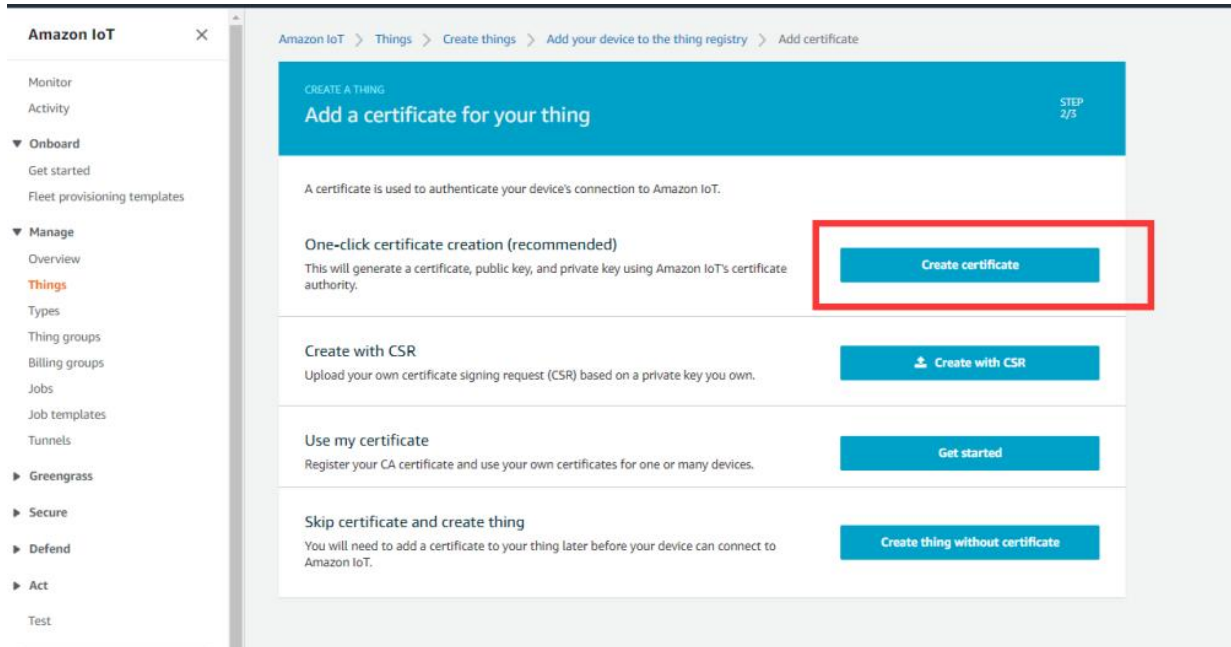 Amazon IoT
Monitor
Activity
Onboard
Get started
Fleet provisioning templates
Manage
Overview
Things
Types
Thing groups
Billing groups
Jobs
Job templates
Tunnels
Greengrass
Secure
Defend
Act
Test
Amazon IoT > Things > Create things > Add your device to the thing registry > Add certificate
CREATE A THING
Add a certificate for your thing
STEP
2/3
A certificate is used to authenticate your device's connection to Amazon IoT.
One-click certificate creation (recommended)
This will generate a certificate, public key, and private key using Amazon IoT's certificate
authority.
Create certificate
Create with CSR
Upload your own certificate signing request (CSR) based on a private key you own.
Create with CSR
Use my certificate
Register your CA certificate and use your own certificates for one or many devices.
Get started
Skip certificate and create thing
You will need to add a certificate to your thing later before your device can connect to
Amazon IoT.
Create thing without certificate